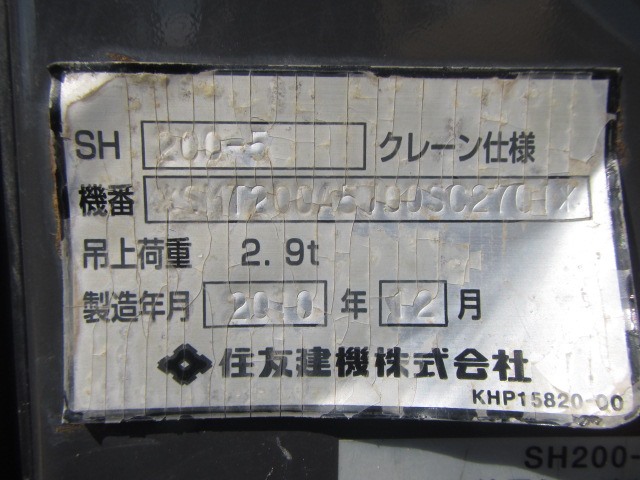 SH 200-5 クレーン仕様
機番
吊上荷重 2.9t
製造年月 2010 年 12 月
住友建機株式会社
KHP15820-00
SH200-